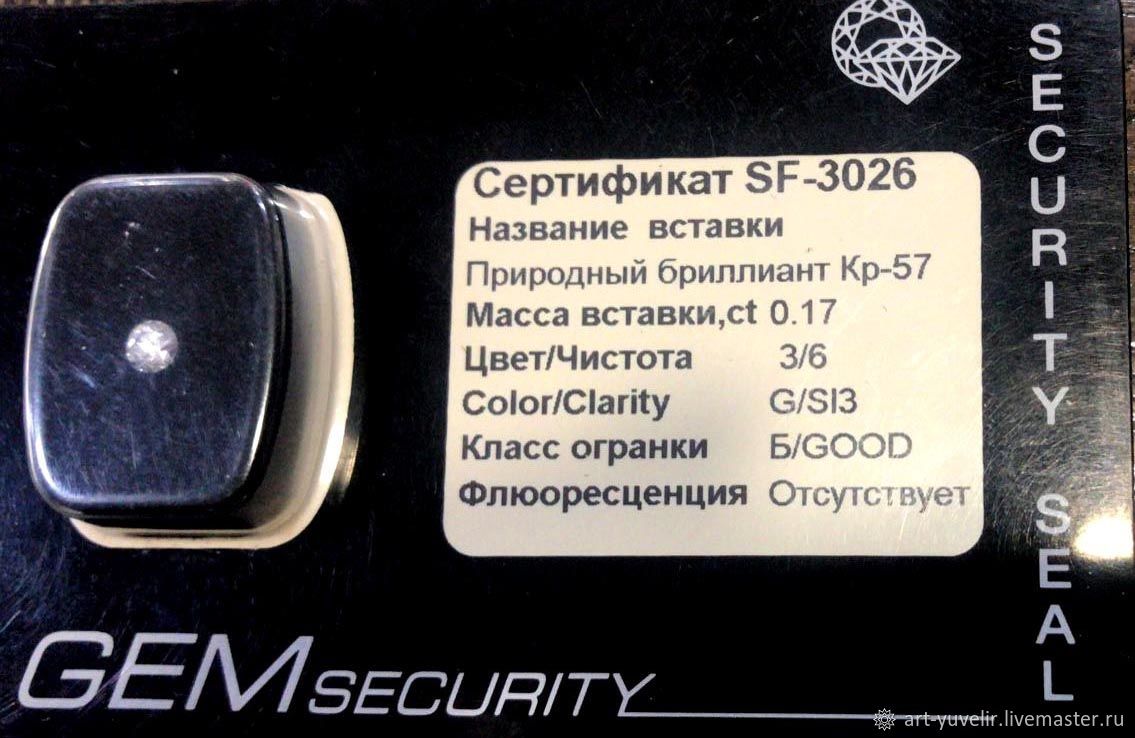 Сертификат SF-3026
Название вставки
Природный бриллиант Кр-57
Масса вставки,ct 0.17
Цвет/Чистота 3/6
Color/Clarity G/SI3
Класс огранки Б/GOOD
Флюоресценция Отсутствует
SECURITY SEAL
GEM SECURITY
art-yuvelir.livemaster.ru